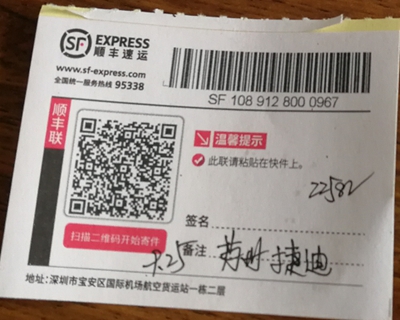 SF EXPRESS
顺丰速运
www.sf-express.com
全国统一服务热线 95338
SF 108 912 800 0967
顺丰联
温馨提示
此联请粘贴在快件上。
22582
签名
扫描二维码开始寄件
备注
地址:深圳市宝安区国际机场航空货运站一栋二层